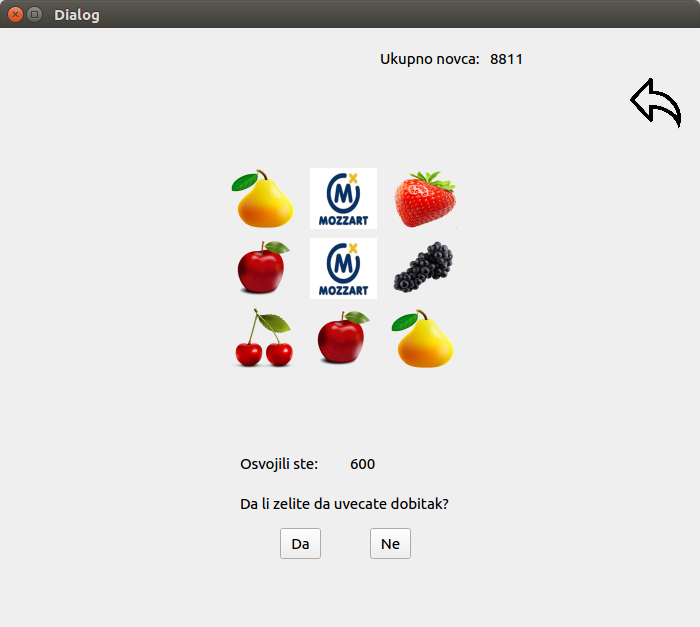 Dialog
Ukupno novca: 8811
MOZZART
MOZZART
Osvojili ste: 600
Da li zelite da uvecate dobitak?
Da Ne